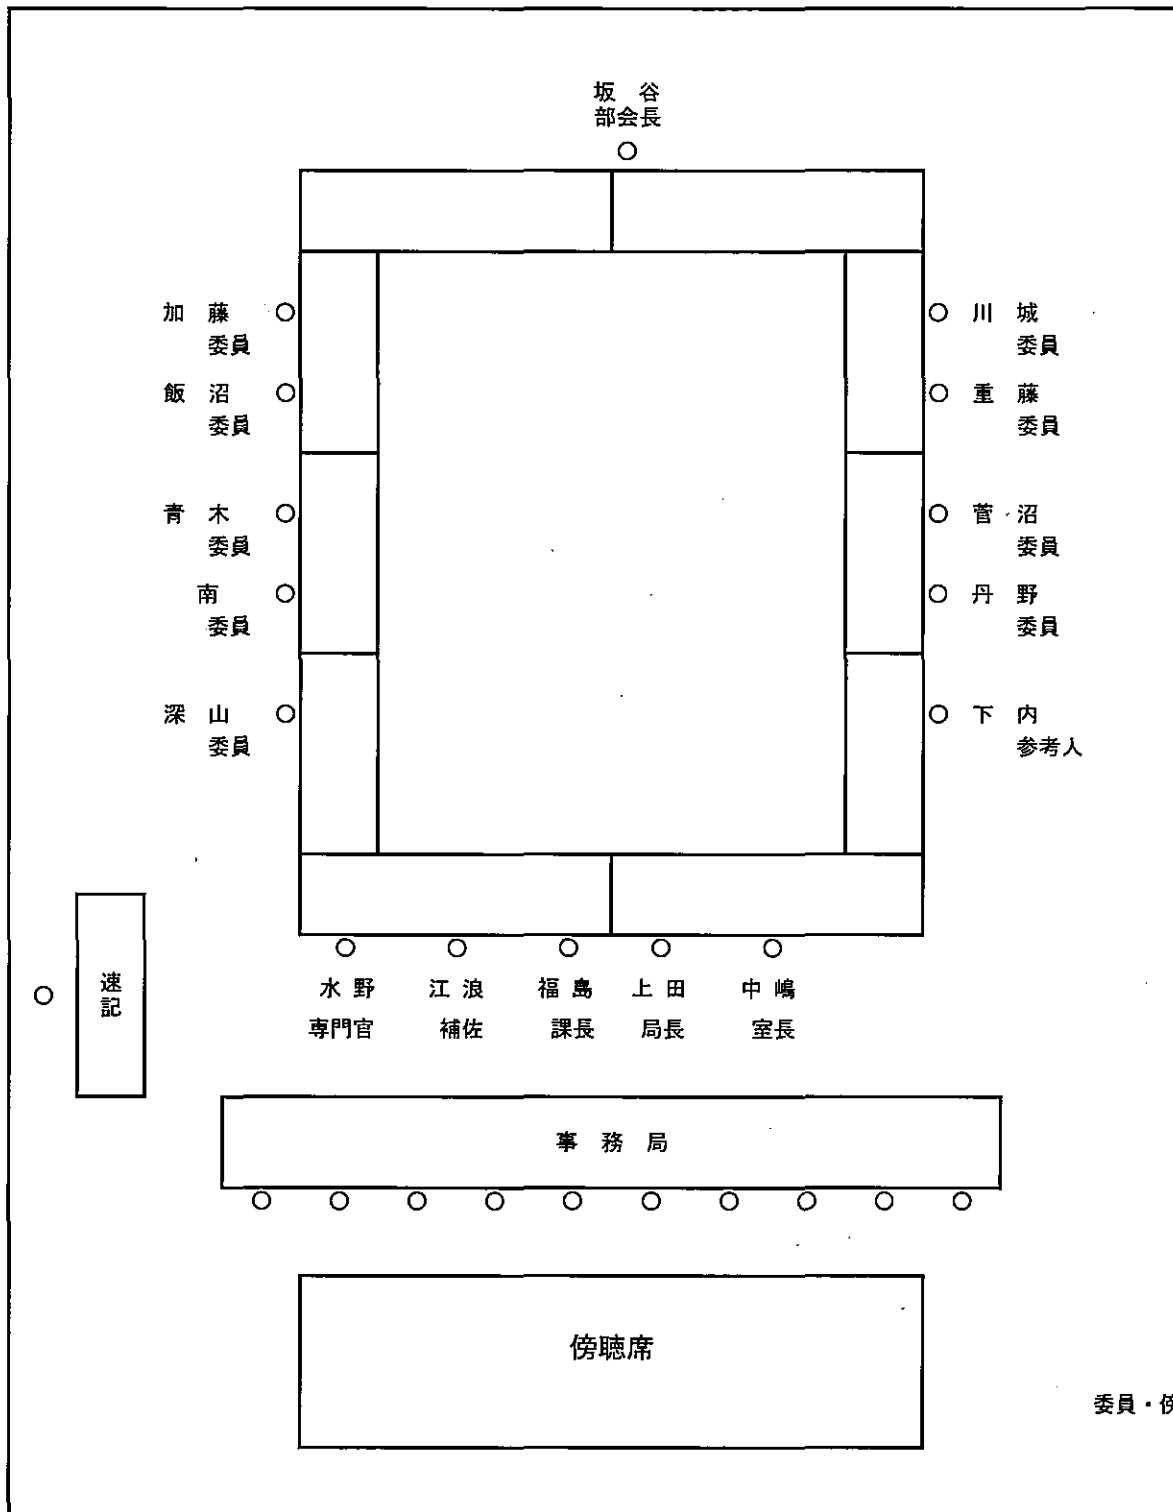 坂 谷
部会長
加 藤
委員
川 城
委員
飯 沼
委員
重 藤
委員
青 木
委員
菅 沼
委員
南
委員
丹 野
委員
深 山
委員
下 内
参考人
速記
水 野 江 浪 福 島 上 田 中 嶋
専門官 補佐 課長 局長 室長
事 務 局
傍聴席
委員・傍